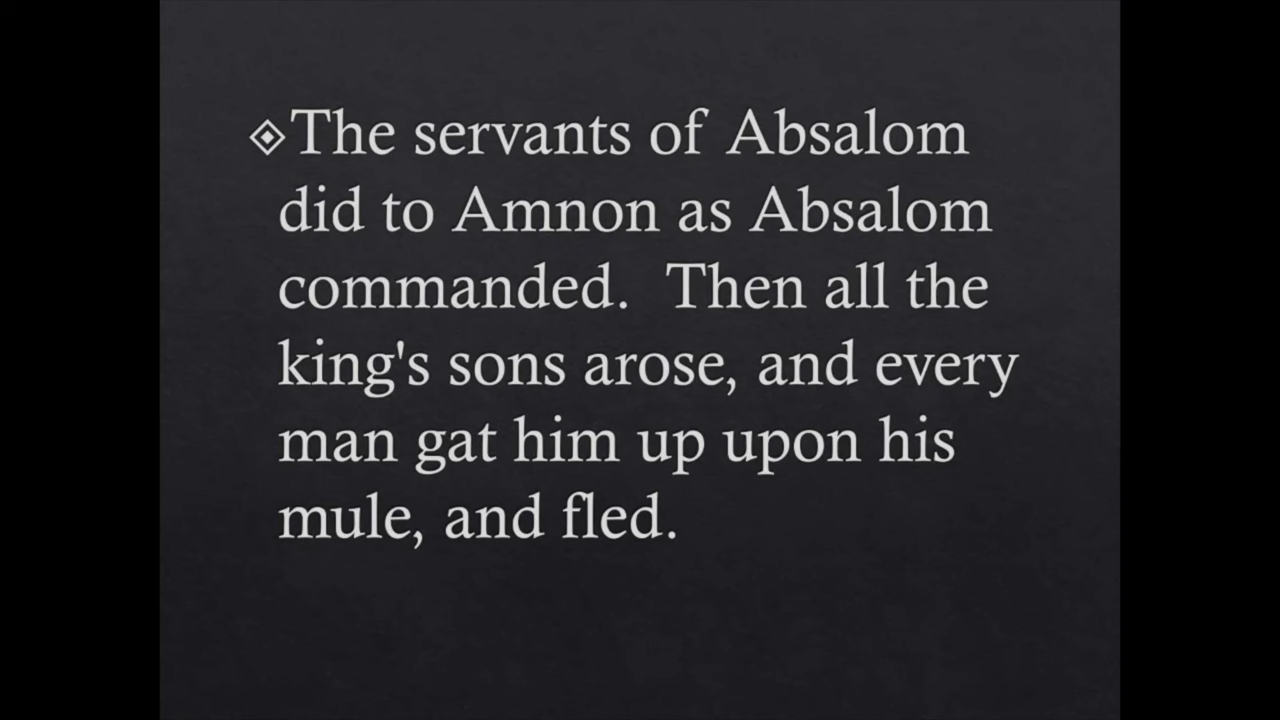 The servants of Absalom
did to Amnon as Absalom
commanded.  Then all the
king's sons arose, and every
man gat him up upon his
mule, and fled.